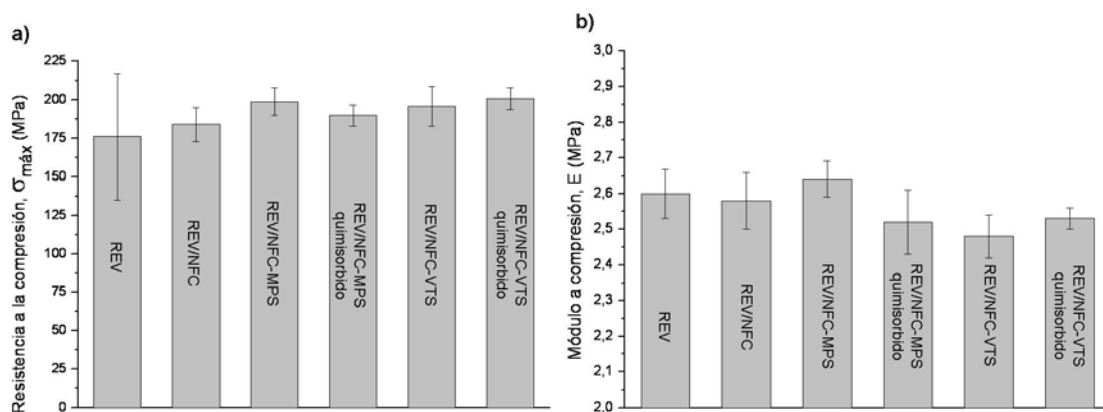 a)
Resistencia a la compresión, σmáx (MPa)
225
200
175
150
125
100
75
50
25
0
REV
REV/NFC
REV/NFC-MPS
REV/NFC-MPS
quimisorbido
REV/NFC-VTS
REV/NFC-VTS
quimisorbido
b)
Módulo a compresión, E (MPa)
3,0
2,9
2,8
2,7
2,6
2,5
2,4
2,3
2,2
2,1
2.0
REV
REV/NFC
REV/NFC-MPS
REV/NFC-MPS
quimisorbido
REV/NFC-VTS
REV/NFC-VTS
quimisorbido